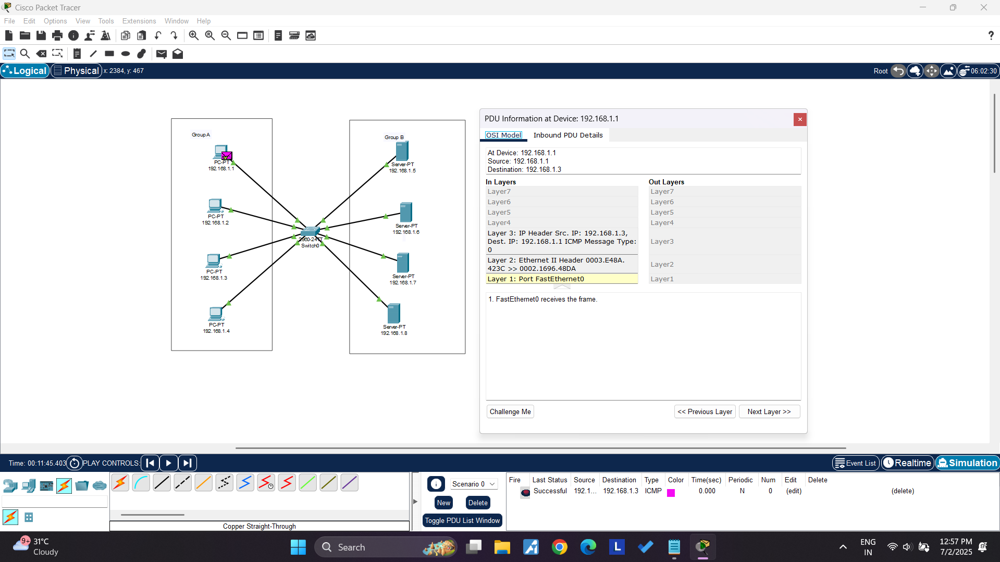 Cisco Packet Tracer
File Edit Options View Tools Extensions Window Help
?
Logical Physical x: 2384, y: 467 Root 06:02:30
Group A
PC-PT
192.168.1.1
PC-PT
192.168.1.2
PC-PT
192.168.1.3
PC-PT
192.168.1.4
2960-24TT
Switch0
Group B
Server-PT
192.168.1.5
Server-PT
192.168.1.6
Server-PT
192.168.1.7
Server-PT
192.168.1.8
PDU Information at Device: 192.168.1.1
OSI Model Inbound PDU Details
At Device: 192.168.1.1
Source: 192.168.1.1
Destination: 192.168.1.3
In Layers
Layer7
Layer6
Layer5
Layer4
Layer 3: IP Header Src. IP: 192.168.1.3,
Dest. IP: 192.168.1.1 ICMP Message Type:
0
Layer 2: Ethernet II Header 0003.E48A.
423C >> 0002.1696.48DA
Layer 1: Port FastEthernet0
Out Layers
Layer7
Layer6
Layer5
Layer4
Layer3
Layer2
Layer1
1. FastEthernet0 receives the frame.
Challenge Me << Previous Layer Next Layer >>
Time: 00:11:45.403 PLAY CONTROLS: Event List Realtime Simulation
Copper Straight-Through
Scenario 0
New Delete
Toggle PDU List Window
Fire Last Status Source Destination Type Color Time(sec) Periodic Num Edit Delete
Successful 192.1... 192.168.1.3 ICMP 0.000 N 0 (edit) (delete)
9+ 31°C
Cloudy
Search
L
ENG
IN
12:57 PM
7/2/2025